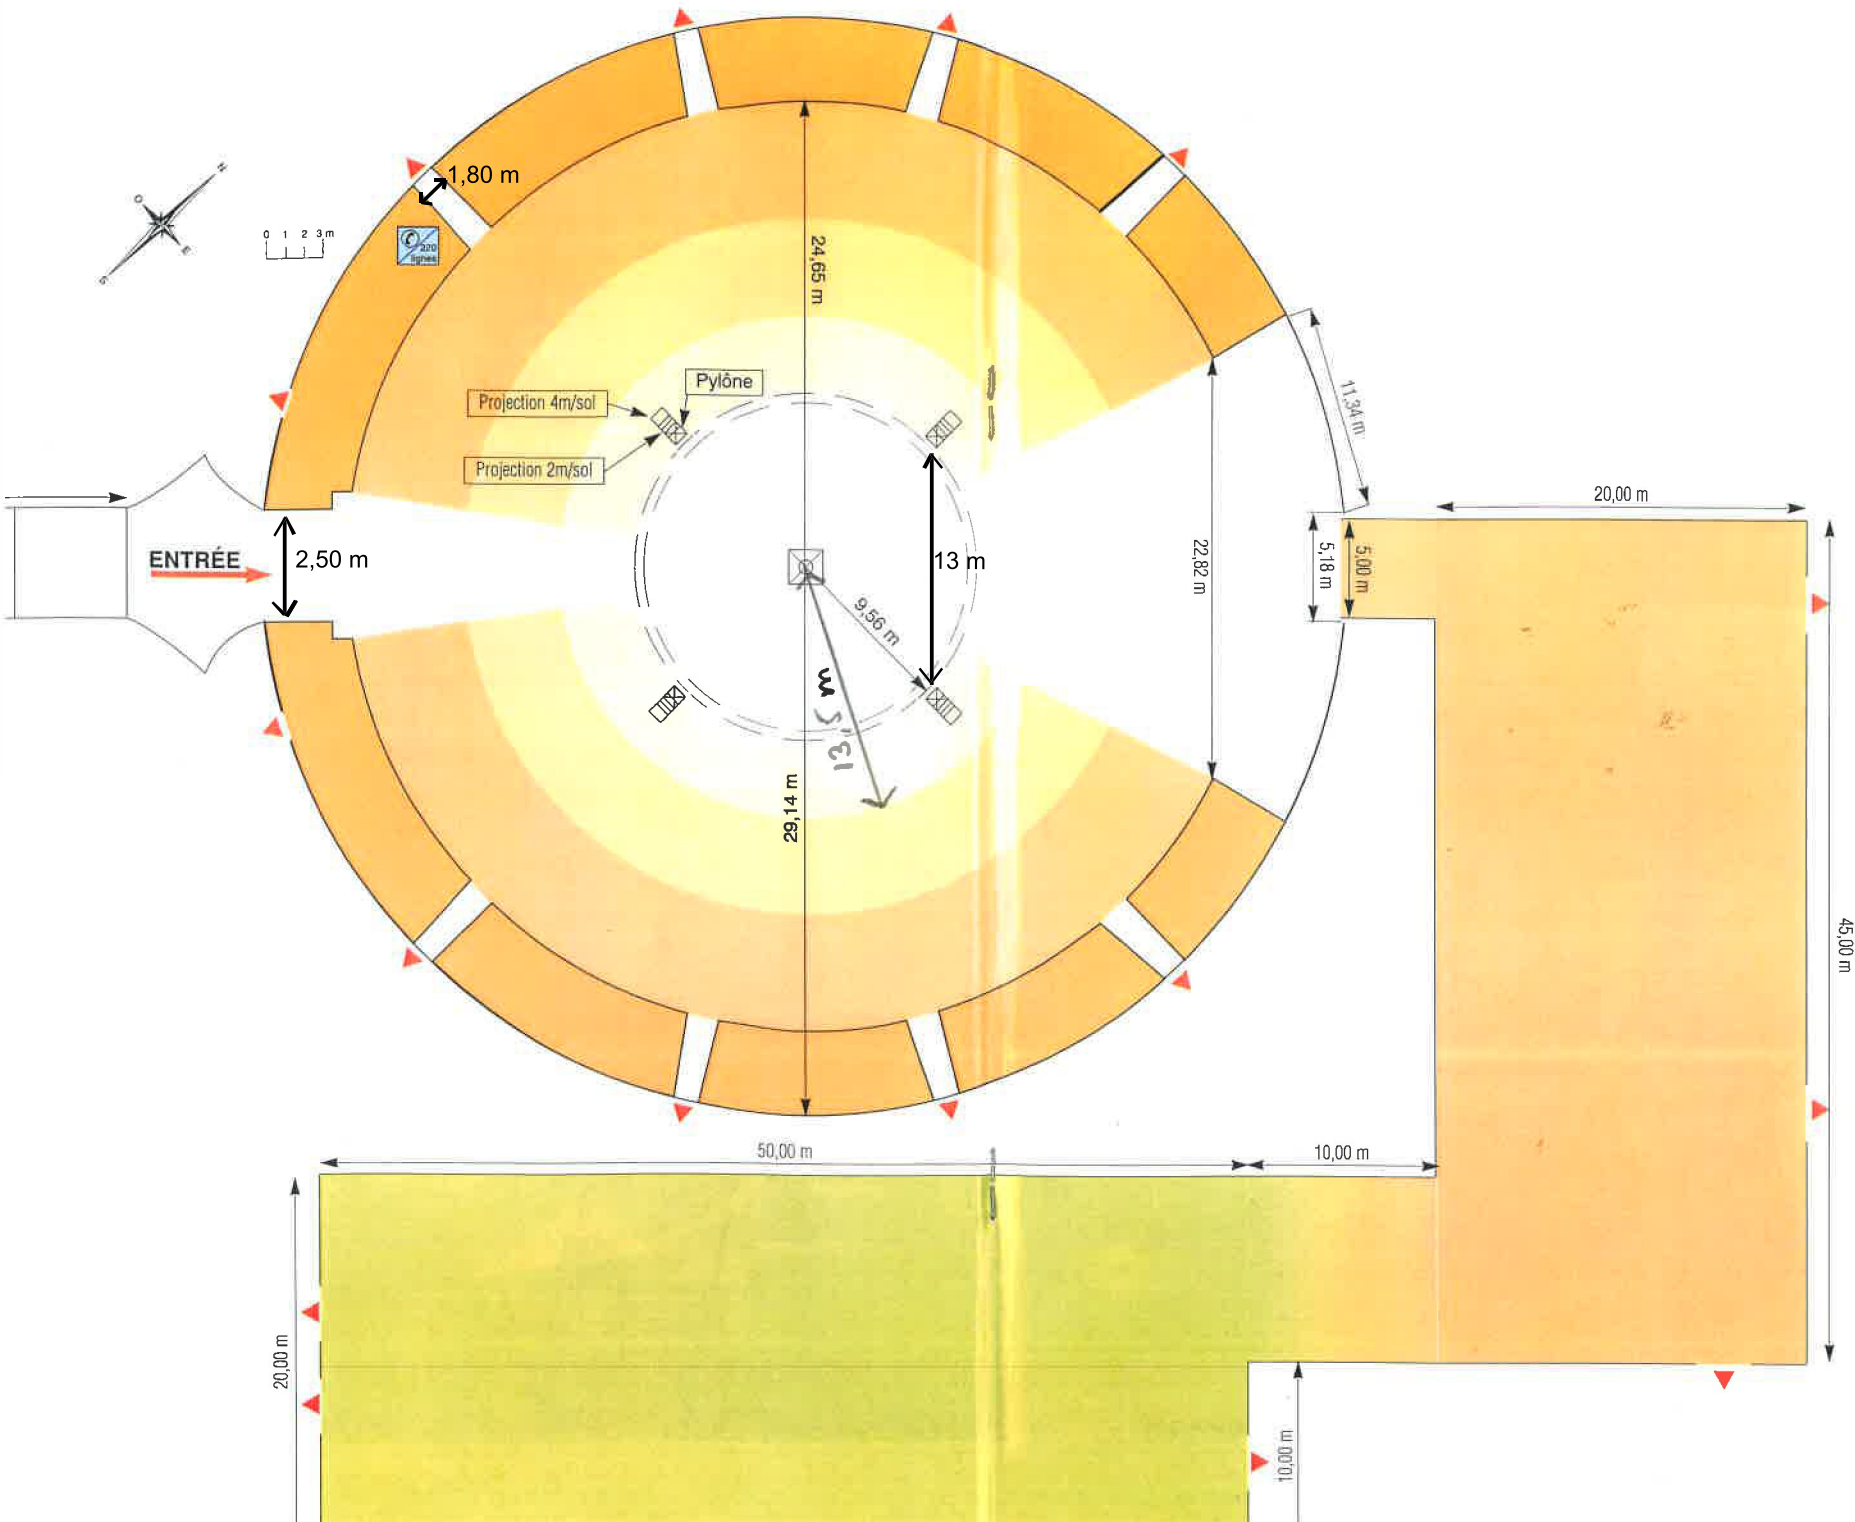 N
O
E
S
0 1 2 3 m
1,80 m
220
lignes
24,65 m
Pylône
Projection 4m/sol
Projection 2m/sol
11,34 m
20,00 m
ENTRÉE
2,50 m
13 m
22,82 m
5,18 m
5,00 m
9,56 m
13,5 m
29,14 m
45,00 m
50,00 m
10,00 m
20,00 m
10,00 m